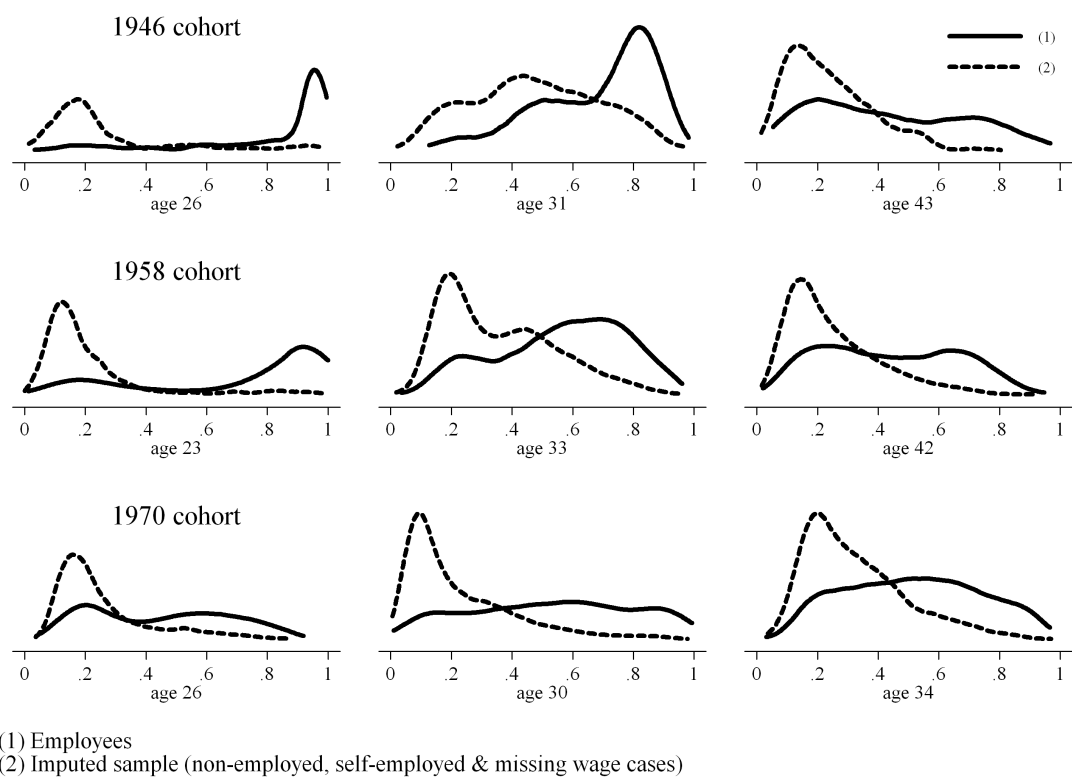 1946 cohort
(1)
(2)
0 .2 .4 .6 .8 1
age 26
0 .2 .4 .6 .8 1
age 31
0 .2 .4 .6 .8 1
age 43
1958 cohort
0 .2 .4 .6 .8 1
age 23
0 .2 .4 .6 .8 1
age 33
0 .2 .4 .6 .8 1
age 42
1970 cohort
0 .2 .4 .6 .8 1
age 26
0 .2 .4 .6 .8 1
age 30
0 .2 .4 .6 .8 1
age 34
(1) Employees
(2) Imputed sample (non-employed, self-employed & missing wage cases)